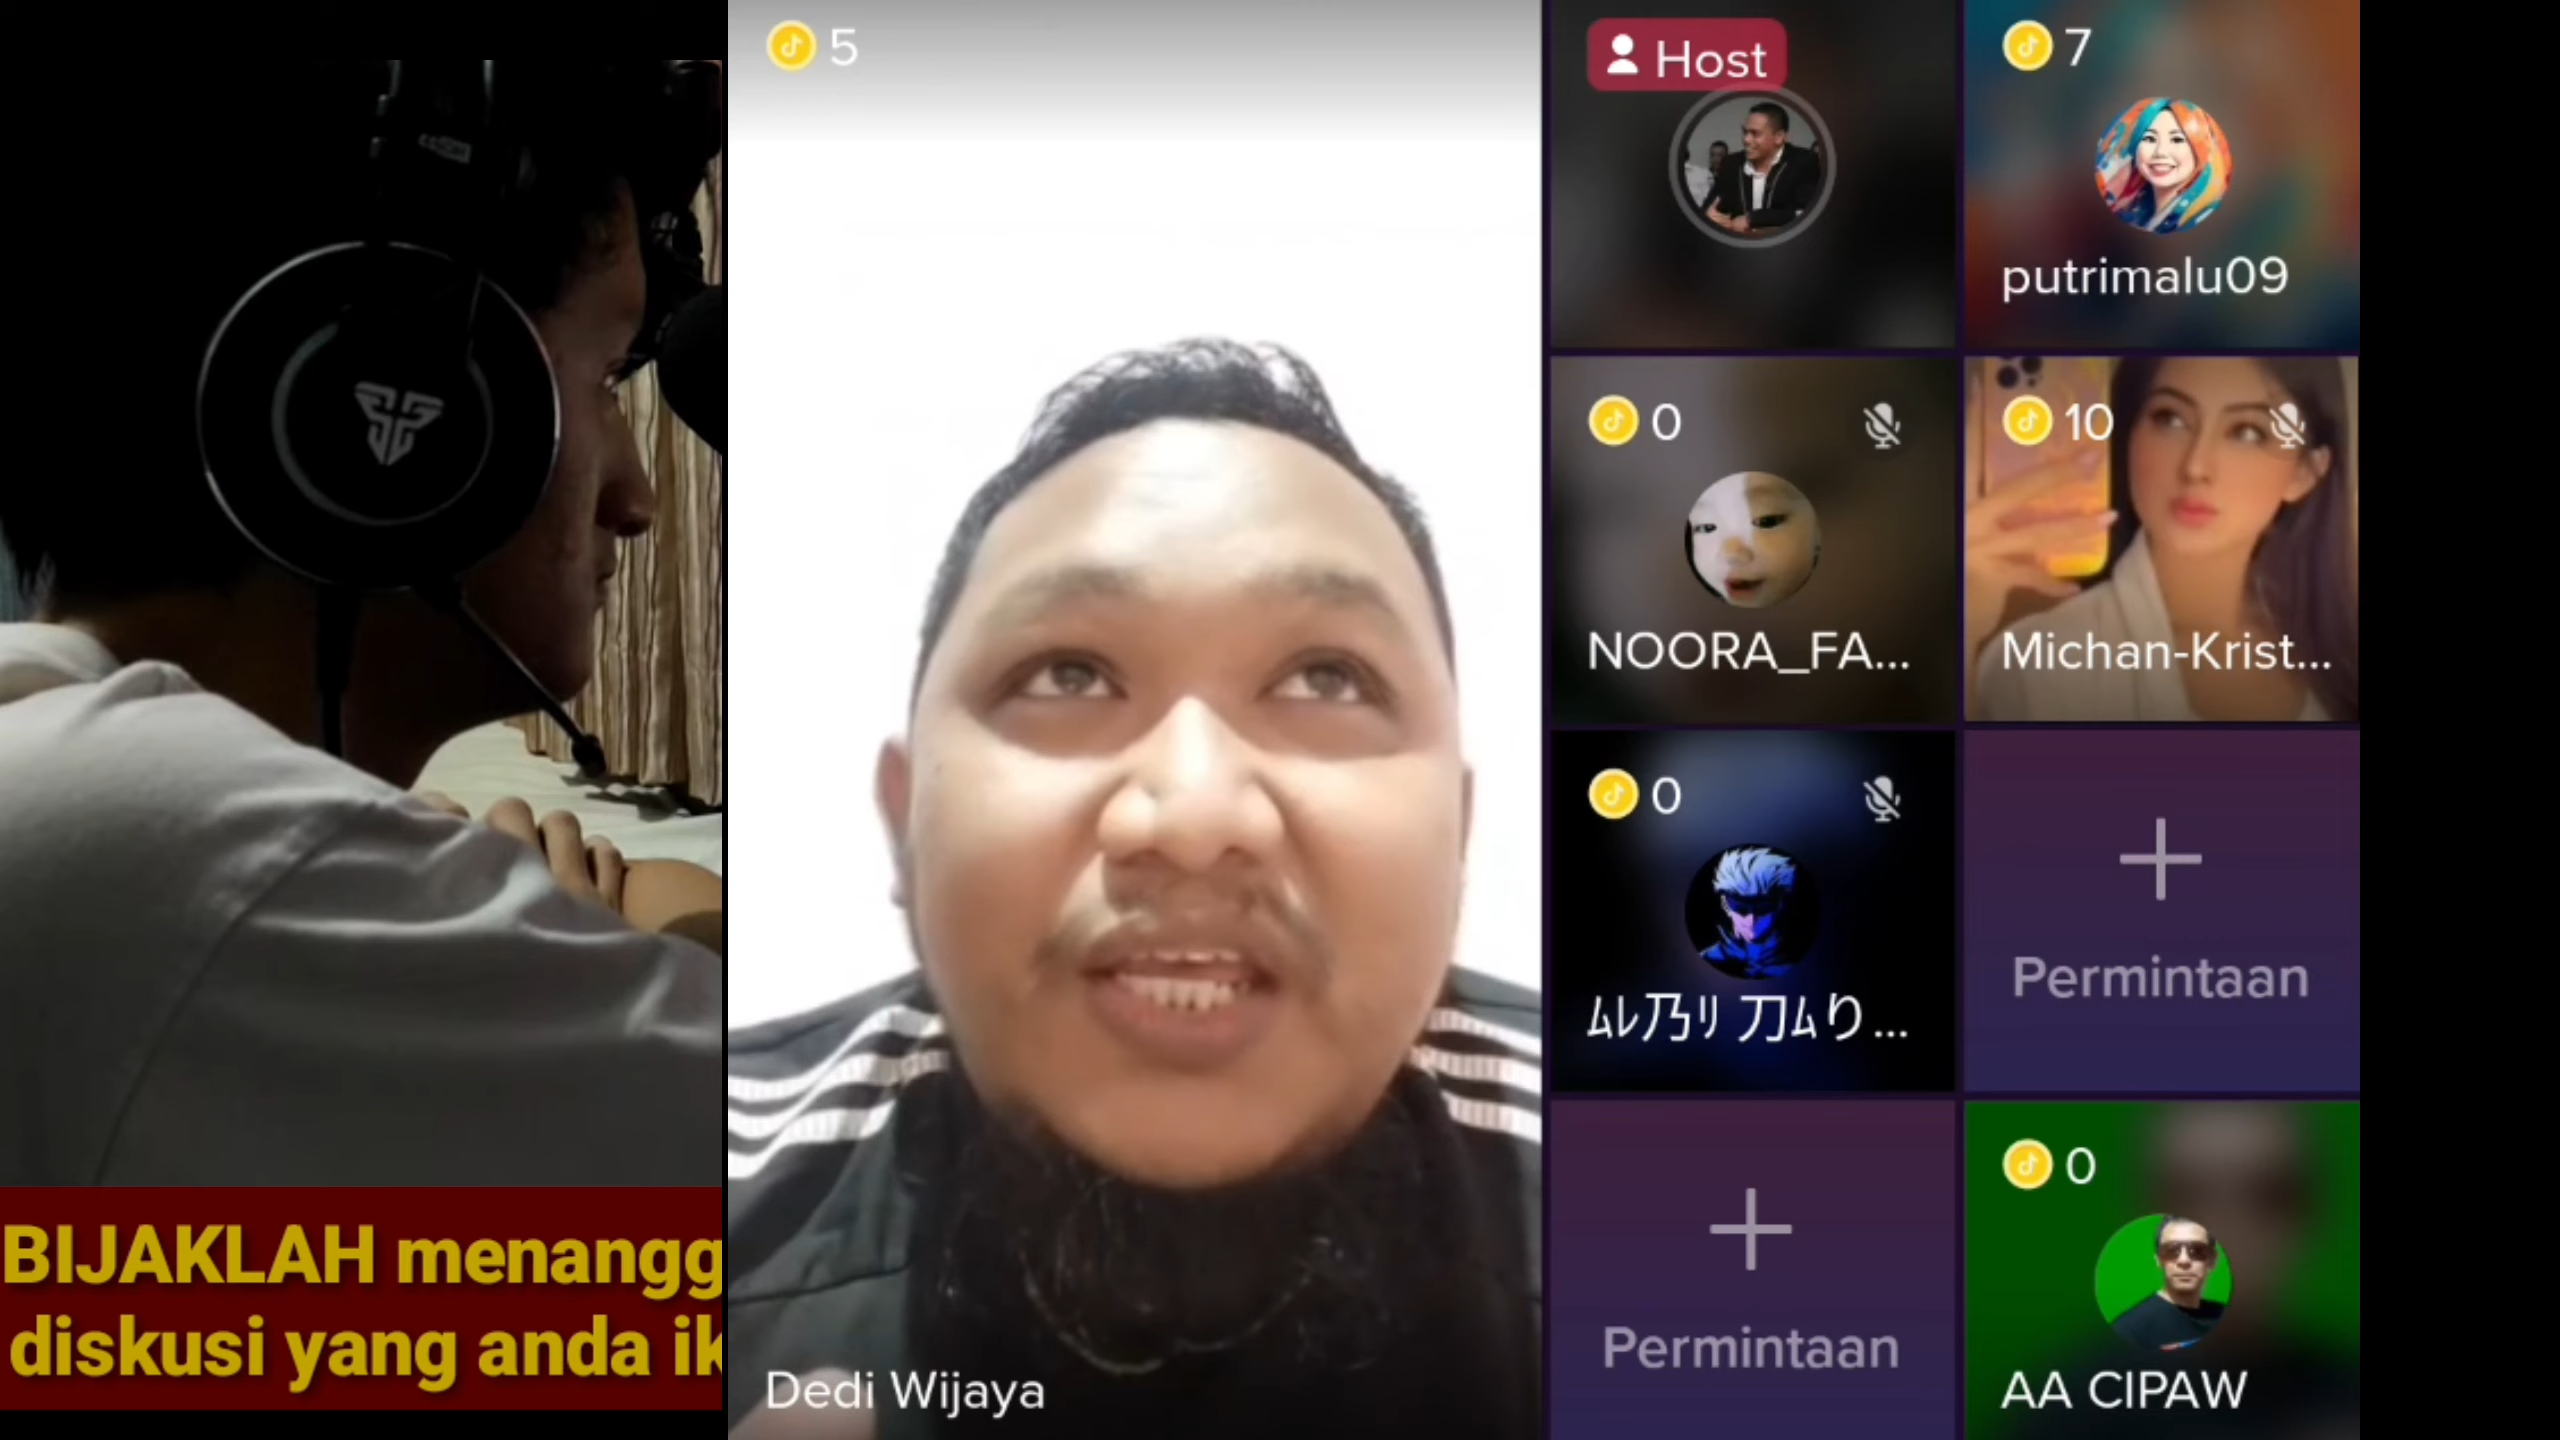 BIJAKLAH menangg
diskusi yang anda ik
5
Dedi Wijaya
Host
7
putrimalu09
0
NOORA_FA...
10
Michan-Krist...
0
ﾑﾚ乃ﾘ 刀ﾑり...
Permintaan
Permintaan
0
AA CIPAW